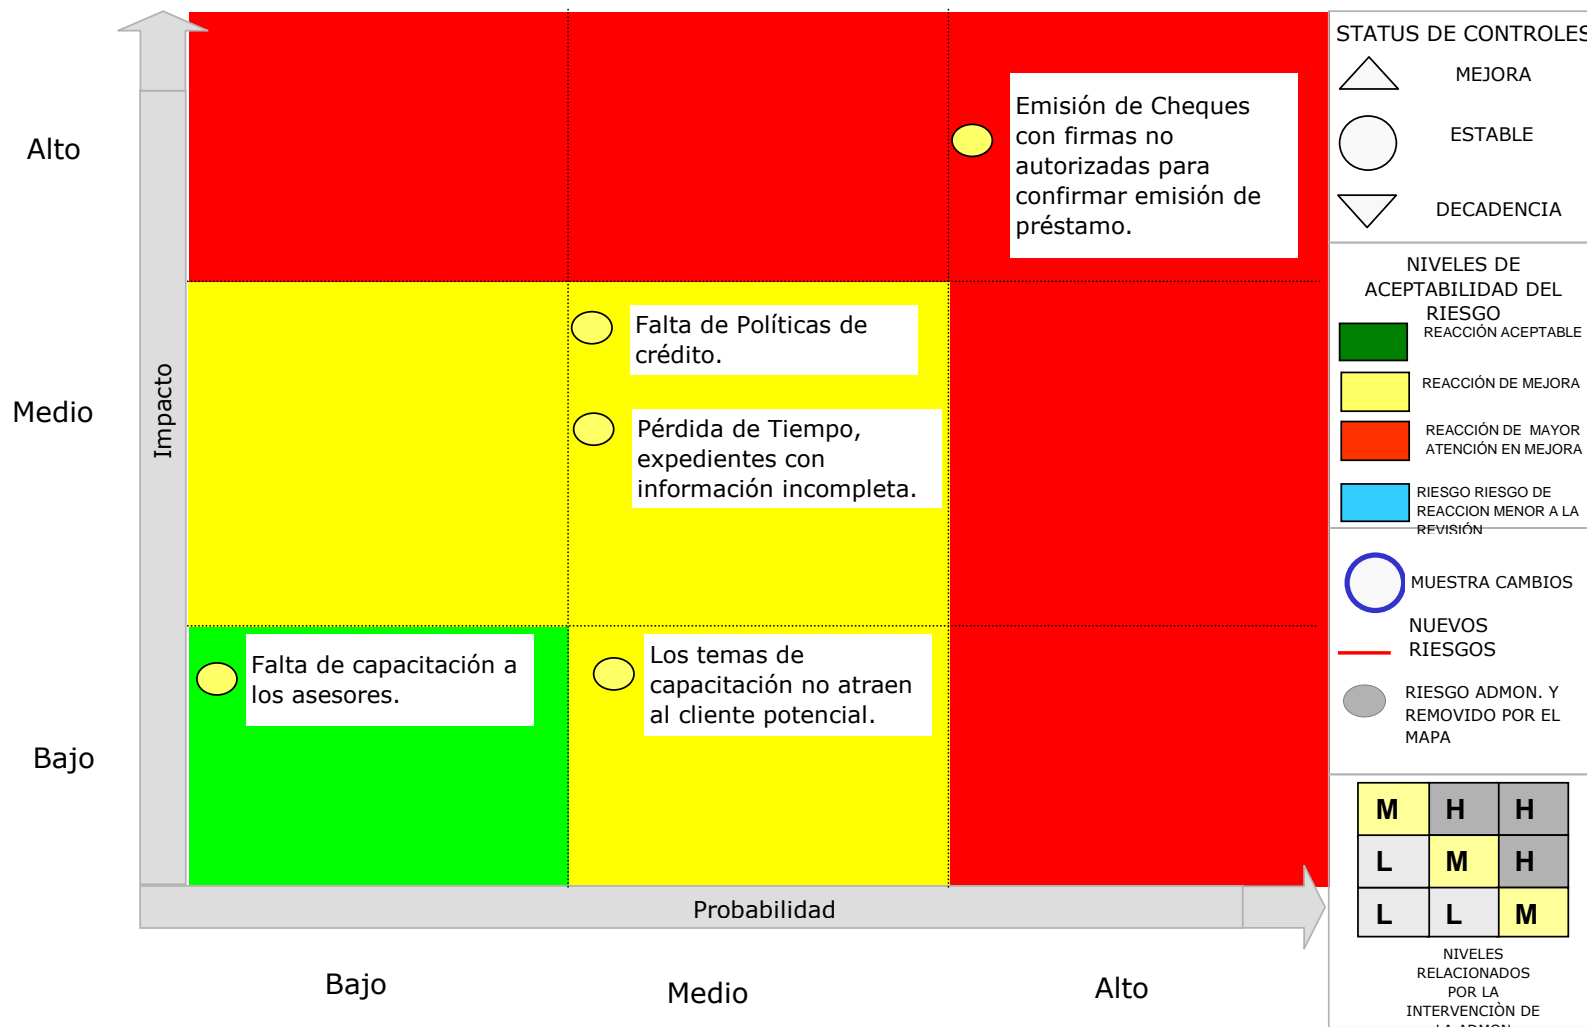 Alto
Medio
Bajo
Impacto
Emisión de Cheques
con firmas no
autorizadas para
confirmar emisión de
préstamo.
Falta de Políticas de
crédito.
Pérdida de Tiempo,
expedientes con
información incompleta.
Falta de capacitación a
los asesores.
Los temas de
capacitación no atraen
al cliente potencial.
Probabilidad
Bajo
Medio
Alto
STATUS DE CONTROLES
MEJORA
ESTABLE
DECADENCIA
NIVELES DE
ACEPTABILIDAD DEL
RIESGO
REACCIÓN ACEPTABLE
REACCIÓN DE MEJORA
REACCIÓN DE MAYOR
ATENCIÓN EN MEJORA
RIESGO RIESGO DE
REACCION MENOR A LA
REVISIÓN
MUESTRA CAMBIOS
NUEVOS
RIESGOS
RIESGO ADMON. Y
REMOVIDO POR EL
MAPA
M H H
L M H
L L M
NIVELES
RELACIONADOS
POR LA
INTERVENCIÒN DE
LA ADMON